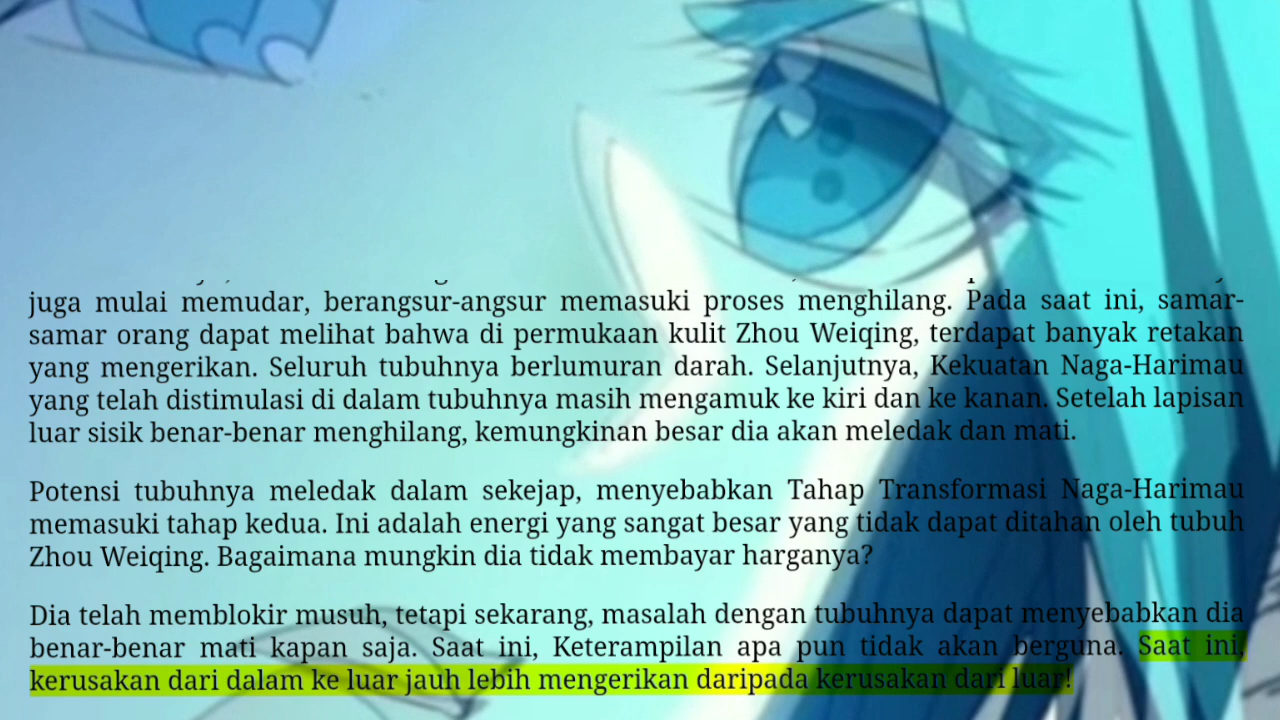 juga mulai memudar, berangsur-angsur memasuki proses menghilang. Pada saat ini, samar-
samar orang dapat melihat bahwa di permukaan kulit Zhou Weiqing, terdapat banyak retakan
yang mengerikan. Seluruh tubuhnya berlumuran darah. Selanjutnya, Kekuatan Naga-Harimau
yang telah distimulasi di dalam tubuhnya masih mengamuk ke kiri dan ke kanan. Setelah lapisan
luar sisik benar-benar menghilang, kemungkinan besar dia akan meledak dan mati.
Potensi tubuhnya meledak dalam sekejap, menyebabkan Tahap Transformasi Naga-Harimau
memasuki tahap kedua. Ini adalah energi yang sangat besar yang tidak dapat ditahan oleh tubuh
Zhou Weiqing. Bagaimana mungkin dia tidak membayar harganya?
Dia telah memblokir musuh, tetapi sekarang, masalah dengan tubuhnya dapat menyebabkan dia
benar-benar mati kapan saja. Saat ini, Keterampilan apa pun tidak akan berguna. Saat ini,
kerusakan dari dalam ke luar jauh lebih mengerikan daripada kerusakan dari luar!